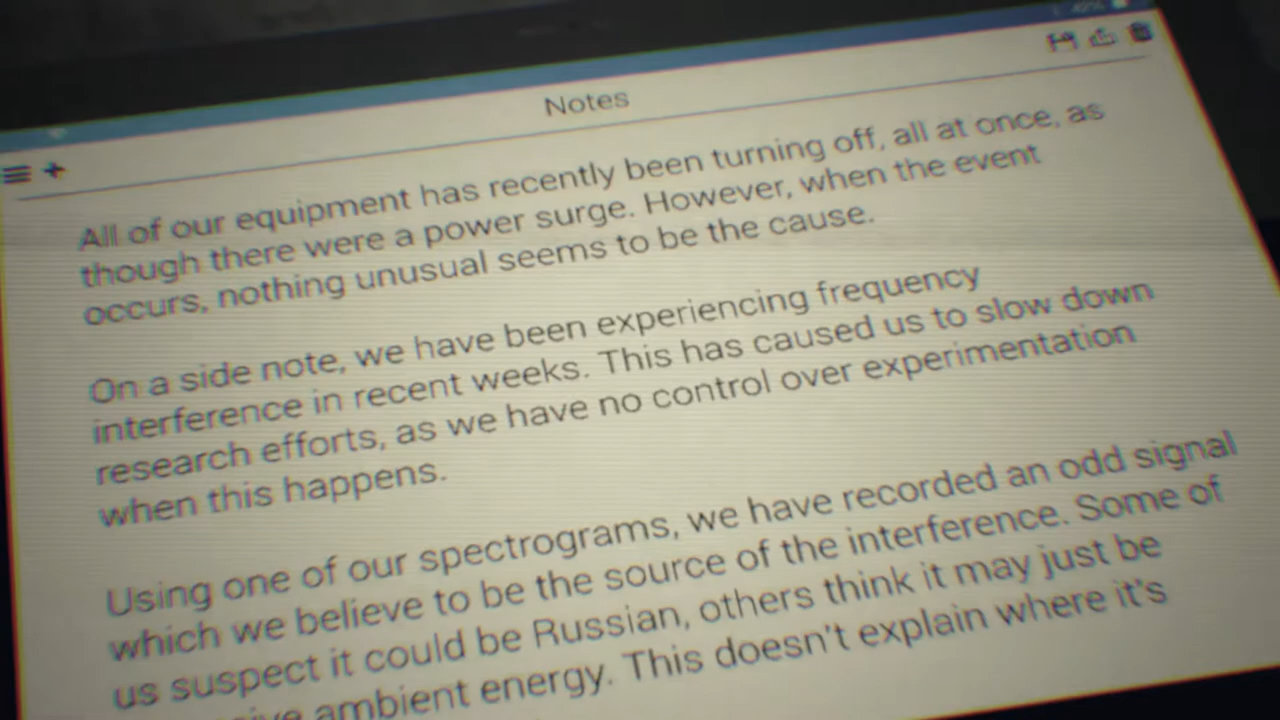 Notes
All of our equipment has recently been turning off, all at once, as
though there were a power surge. However, when the event
occurs, nothing unusual seems to be the cause.
On a side note, we have been experiencing frequency
interference in recent weeks. This has caused us to slow down
research efforts, as we have no control over experimentation
when this happens.
Using one of our spectrograms, we have recorded an odd signal
which we believe to be the source of the interference. Some of
us suspect it could be Russian, others think it may just be
ambient energy. This doesn't explain where it's